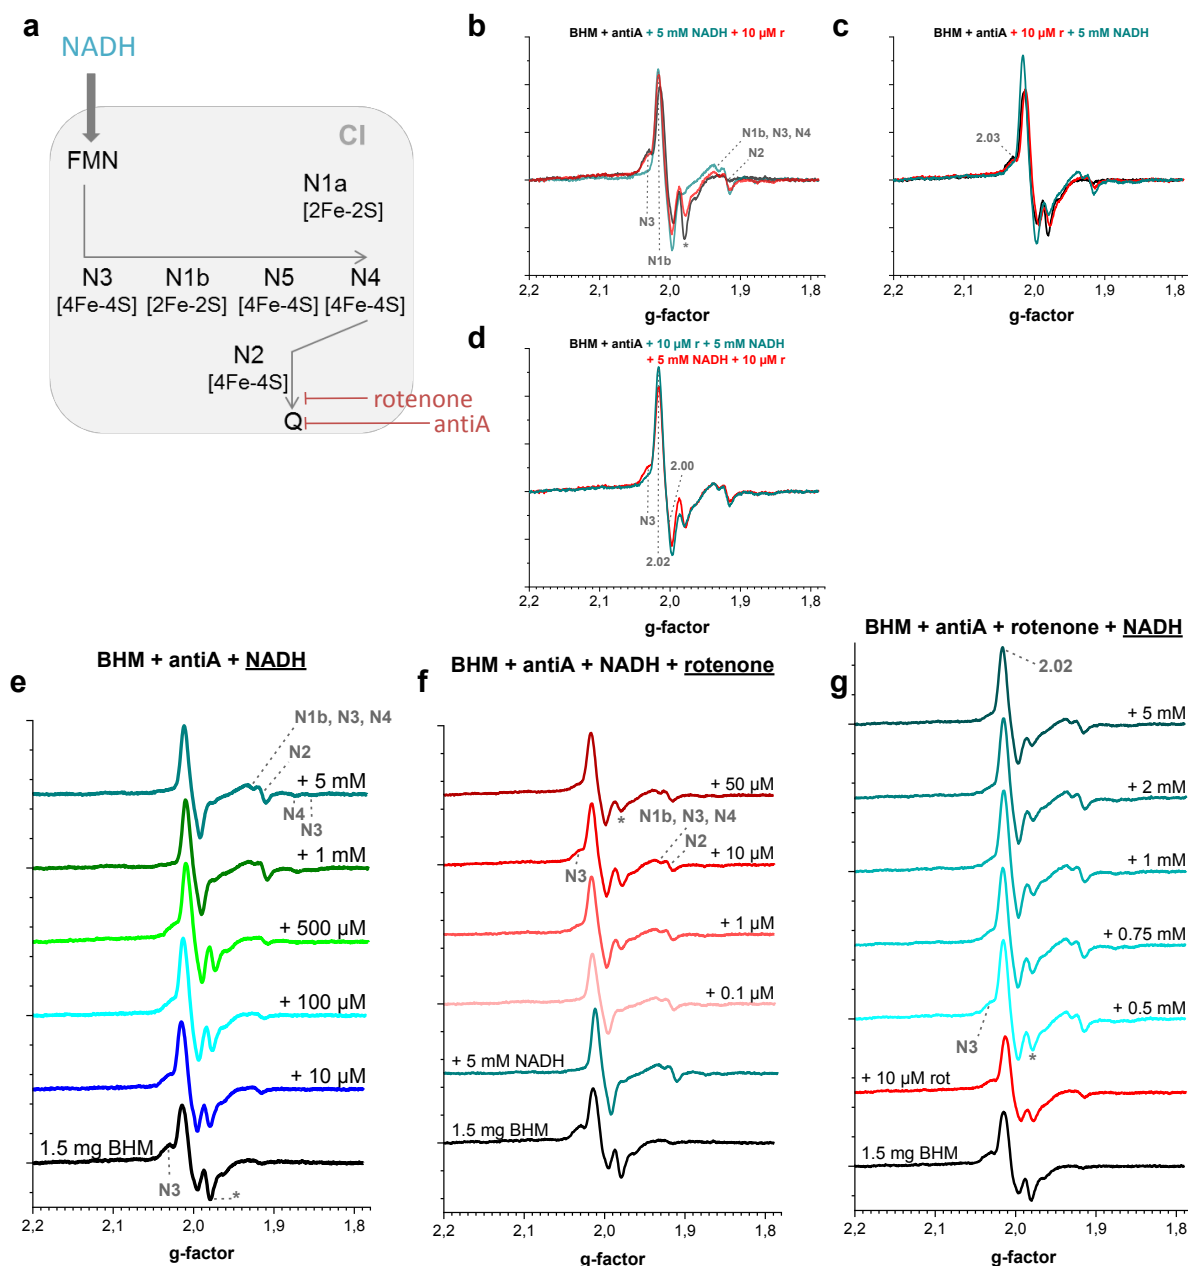 a
NADH
CI
FMN
N1a
[2Fe-2S]
N3 N1b N5 N4
[4Fe-4S] [2Fe-2S] [4Fe-4S] [4Fe-4S]
N2
[4Fe-4S]
rotenone
Q antiA
b
BHM + antiA + 5 mM NADH + 10 µM r
N1b, N3, N4
N2
N3
*
N1b
2,2 2,1 2,0 1,9 1,8
g-factor
c
BHM + antiA + 10 µM r + 5 mM NADH
2.03
2,2 2,1 2,0 1,9 1,8
g-factor
d
BHM + antiA + 10 µM r + 5 mM NADH
+ 5 mM NADH + 10 µM r
2.00
N3
2.02
2,2 2,1 2,0 1,9 1,8
g-factor
BHM + antiA + NADH
e
N1b, N3, N4
N2
+ 5 mM
N4
N3
+ 1 mM
+ 500 µM
+ 100 µM
+ 10 µM
1.5 mg BHM
N3
*
2,2 2,1 2,0 1,9 1,8
g-factor
BHM + antiA + NADH + rotenone
f
+ 50 µM
*
N1b, N3, N4
N2
+ 10 µM
N3
+ 1 µM
+ 0.1 µM
+ 5 mM NADH
1.5 mg BHM
2,2 2,1 2,0 1,9 1,8
g-factor
BHM + antiA + rotenone + NADH
g
2.02
+ 5 mM
+ 2 mM
+ 1 mM
+ 0.75 mM
+ 0.5 mM
N3
*
+ 10 µM rot
1.5 mg BHM
2,2 2,1 2,0 1,9 1,8
g-factor